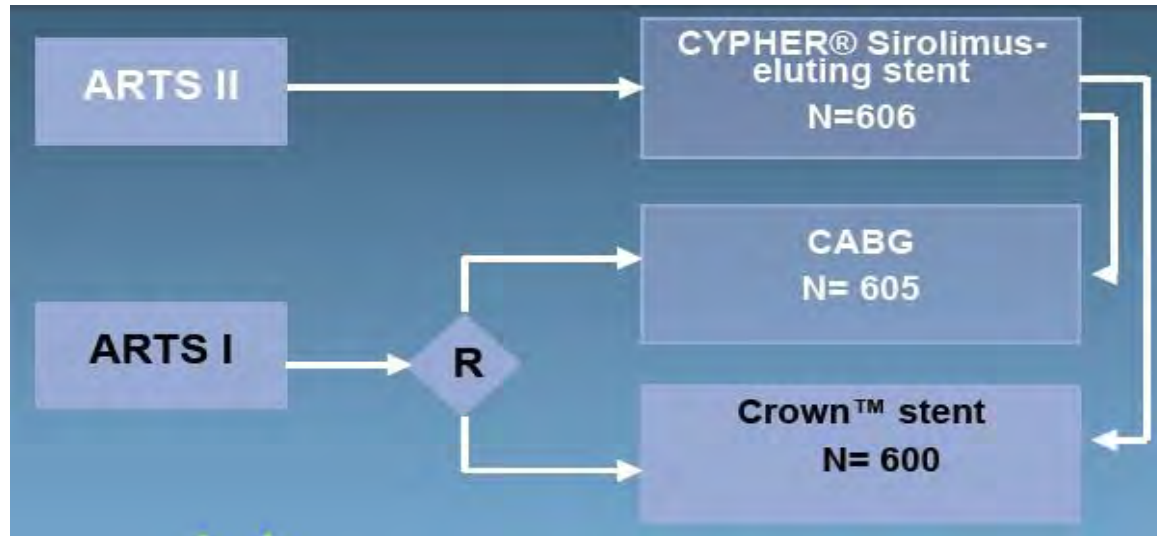 ARTS II
CYPHER® Sirolimus-
eluting stent
N=606
CABG
N= 605
ARTS I
R
Crown™ stent
N= 600